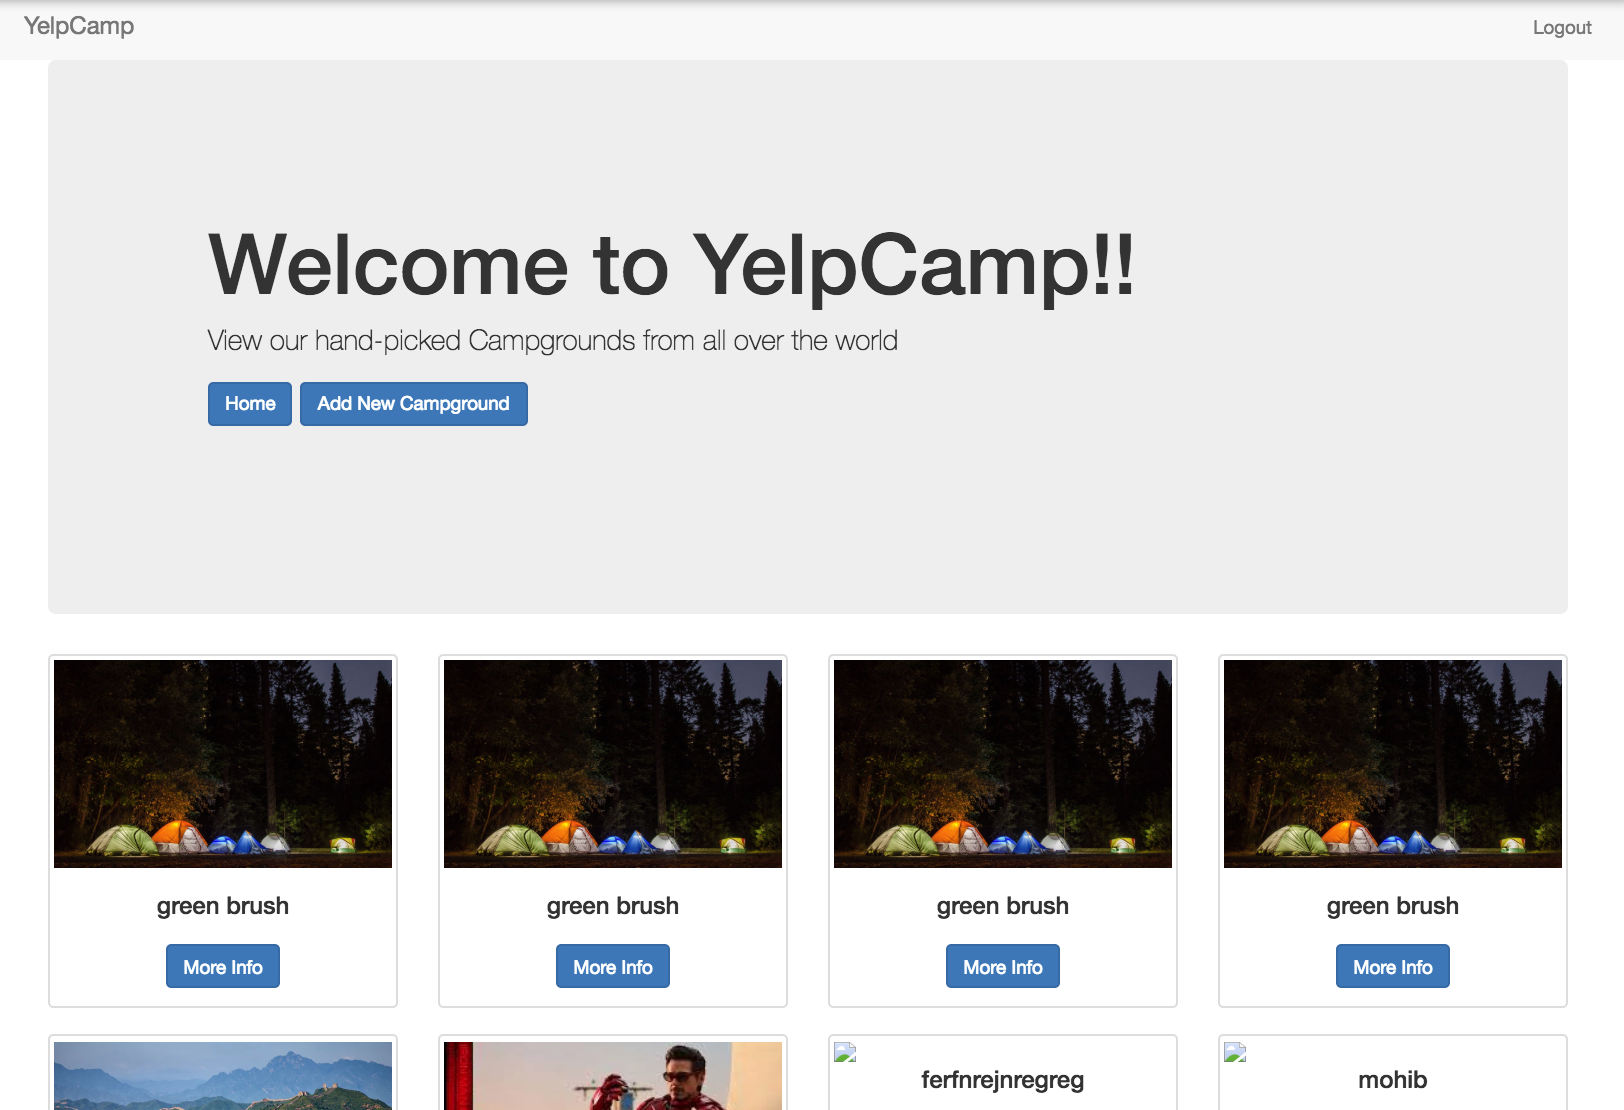 YelpCamp
Logout
Welcome to YelpCamp!!
View our hand-picked Campgrounds from all over the world
Home
Add New Campground
green brush
green brush
green brush
green brush
More Info
More Info
More Info
More Info
ferfnrejnregreg
mohib